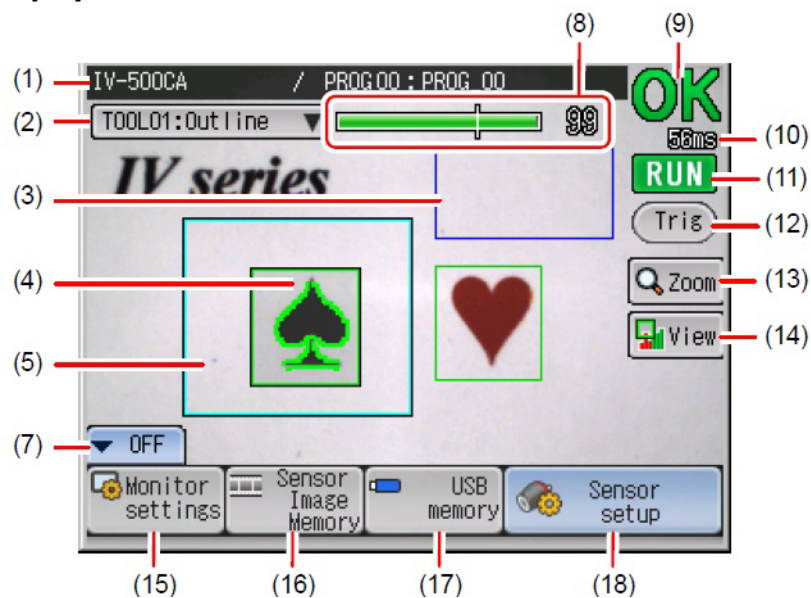 (8) (9)
(1) IV-500CA / PROG00 : PROG 00 OK
(2) TOOL01:Outline ▼ 99 56ms (10)
IV series RUN (11)
(3) Trig (12)
(4) Zoom (13)
(5) View (14)
(7) ▼ OFF
Monitor settings
Sensor Image Memory
USB memory
Sensor setup
(15) (16) (17) (18)